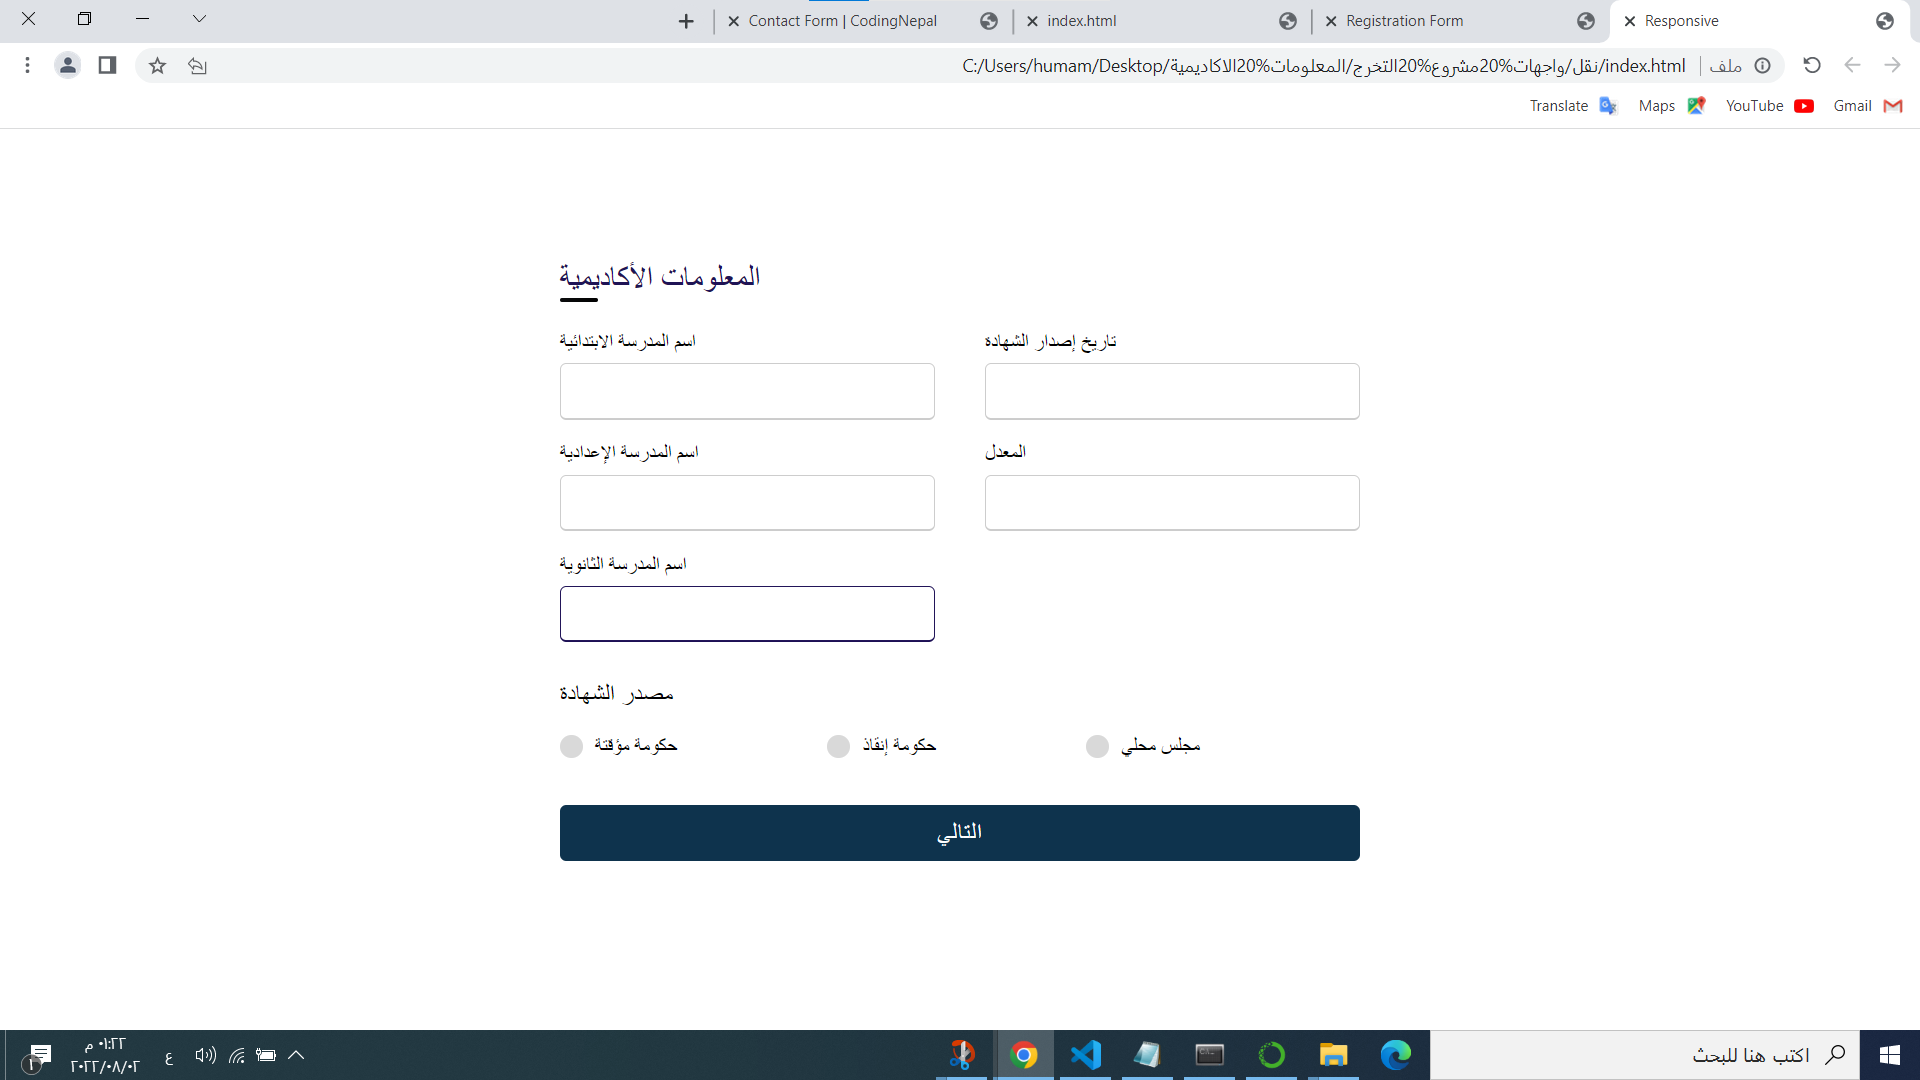 Contact Form | CodingNepal
index.html
Registration Form
Responsive
C:/Users/humam/Desktop/نقل/واجهات%20مشروع%20التخرج/المعلومات%20الاكاديمية/index.html
ملف
Translate
Maps
YouTube
Gmail
المعلومات الأكاديمية
اسم المدرسة الابتدائية
تاريخ إصدار الشهادة
اسم المدرسة الإعدادية
المعدل
اسم المدرسة الثانوية
مصدر الشهادة
حكومة مؤقتة
حكومة إنقاذ
مجلس محلي
التالي
٠١:٢٢ م
٢٠٢٢/٠٨/٠٢
ع
١
اكتب هنا للبحث